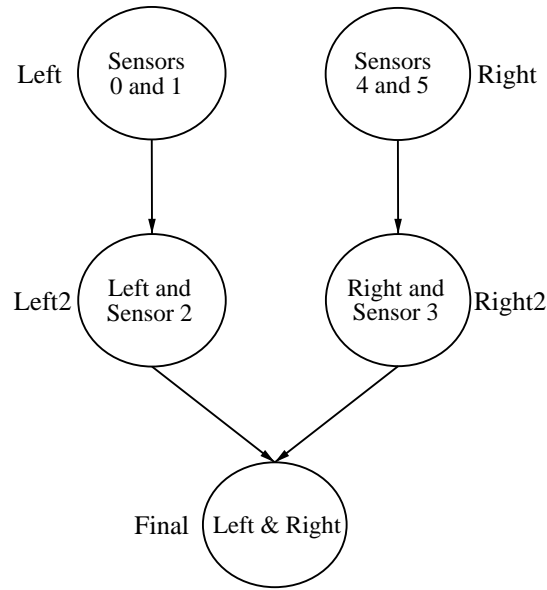 Left
Sensors
0 and 1
Sensors
4 and 5
Right
Left2
Left and
Sensor 2
Right and
Sensor 3
Right2
Final
Left & Right